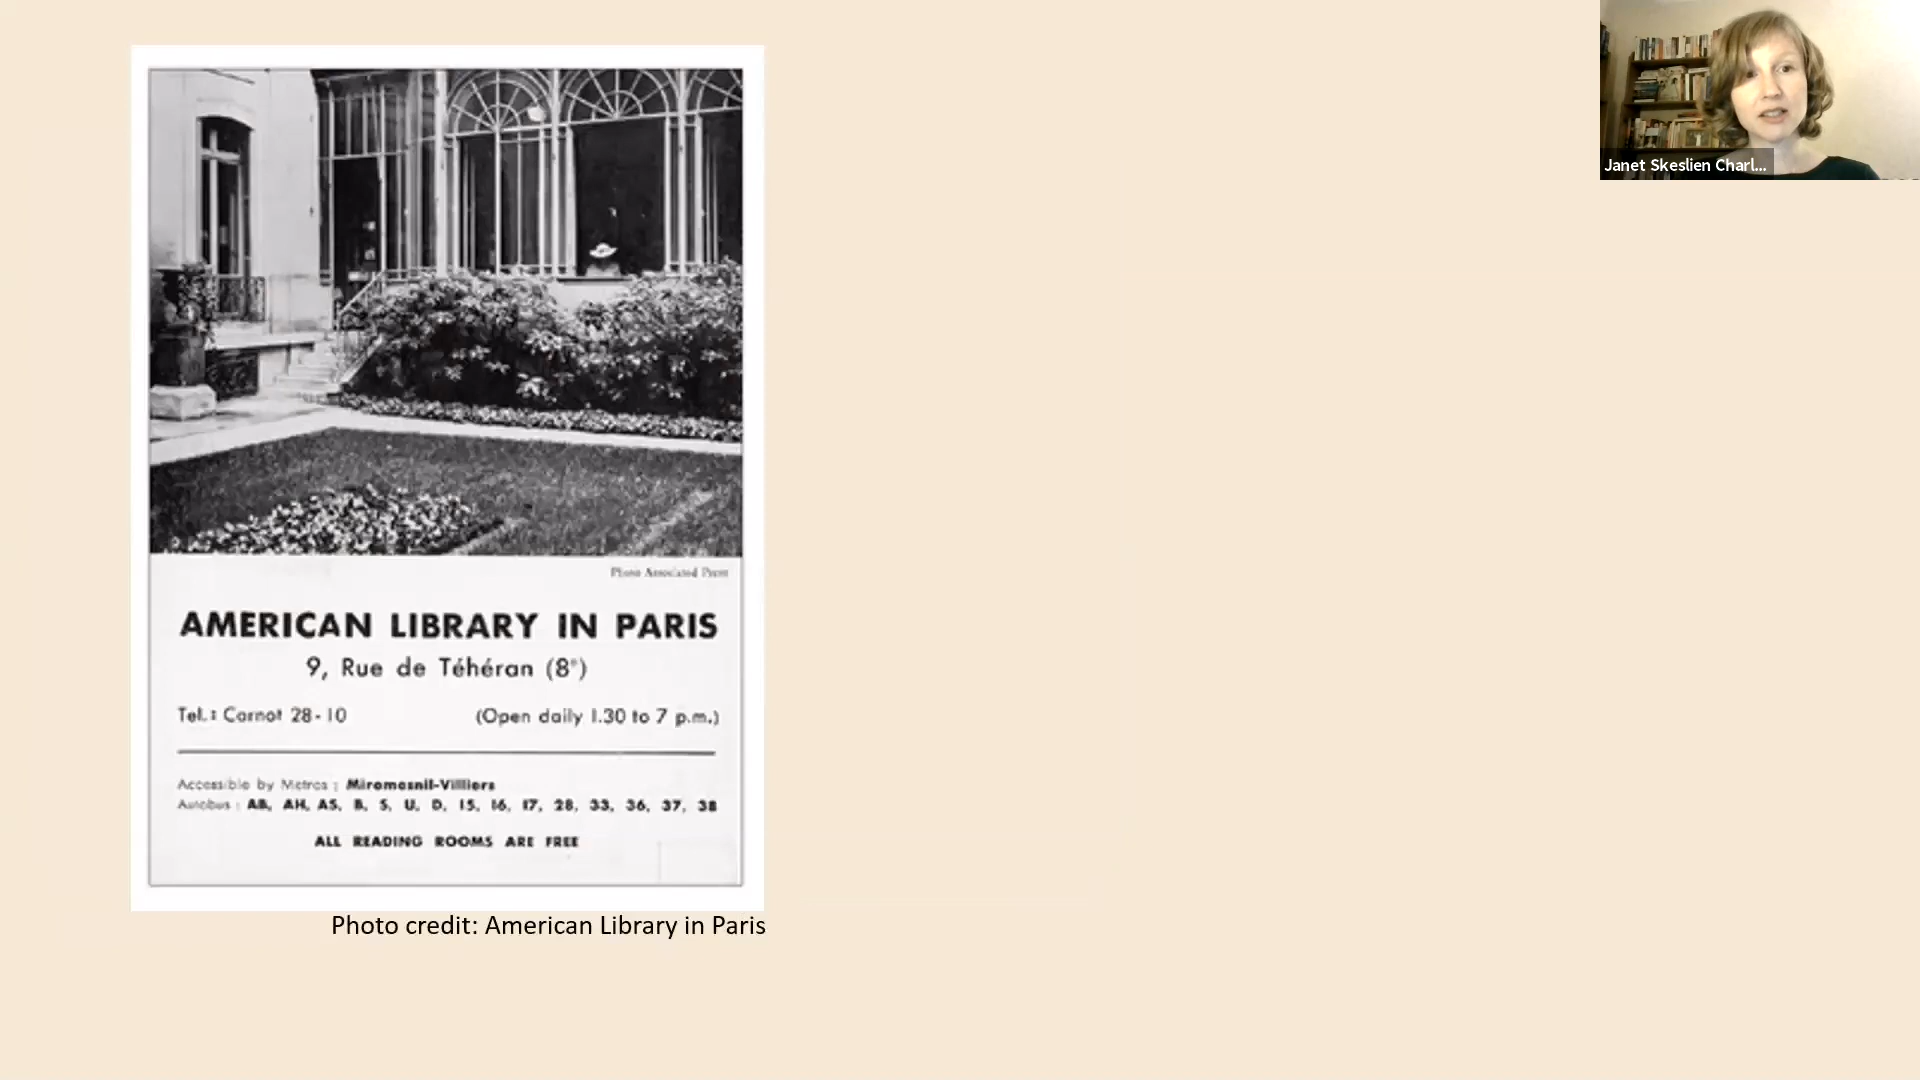 Janet Skeslien Charl...
Photo Associated Press
AMERICAN LIBRARY IN PARIS
9, Rue de Téhéran (8ᵉ)
Tel.: Carnot 28-10 (Open daily 1.30 to 7 p.m.)
Accessible by Metros : Miromesnil-Villiers
Autobus : AB, AH, AS, B, S, U, D, 15, 16, 17, 28, 33, 36, 37, 38
ALL READING ROOMS ARE FREE
Photo credit: American Library in Paris